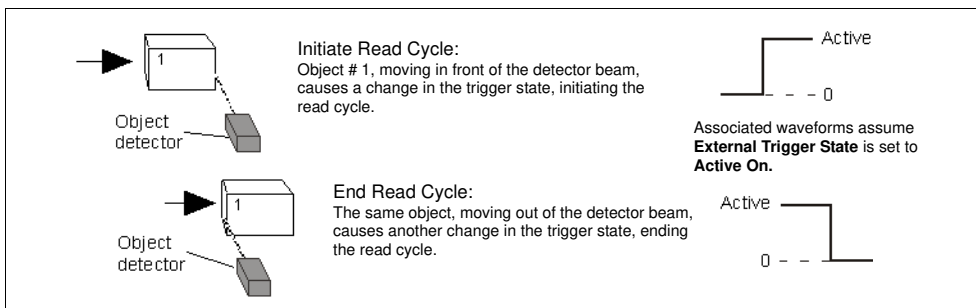 1
Object
detector
Initiate Read Cycle:
Object # 1, moving in front of the detector beam,
causes a change in the trigger state, initiating the
read cycle.
Active
0
Associated waveforms assume
External Trigger State is set to
Active On.
1
Object
detector
End Read Cycle:
The same object, moving out of the detector beam,
causes another change in the trigger state, ending
the read cycle.
Active
0